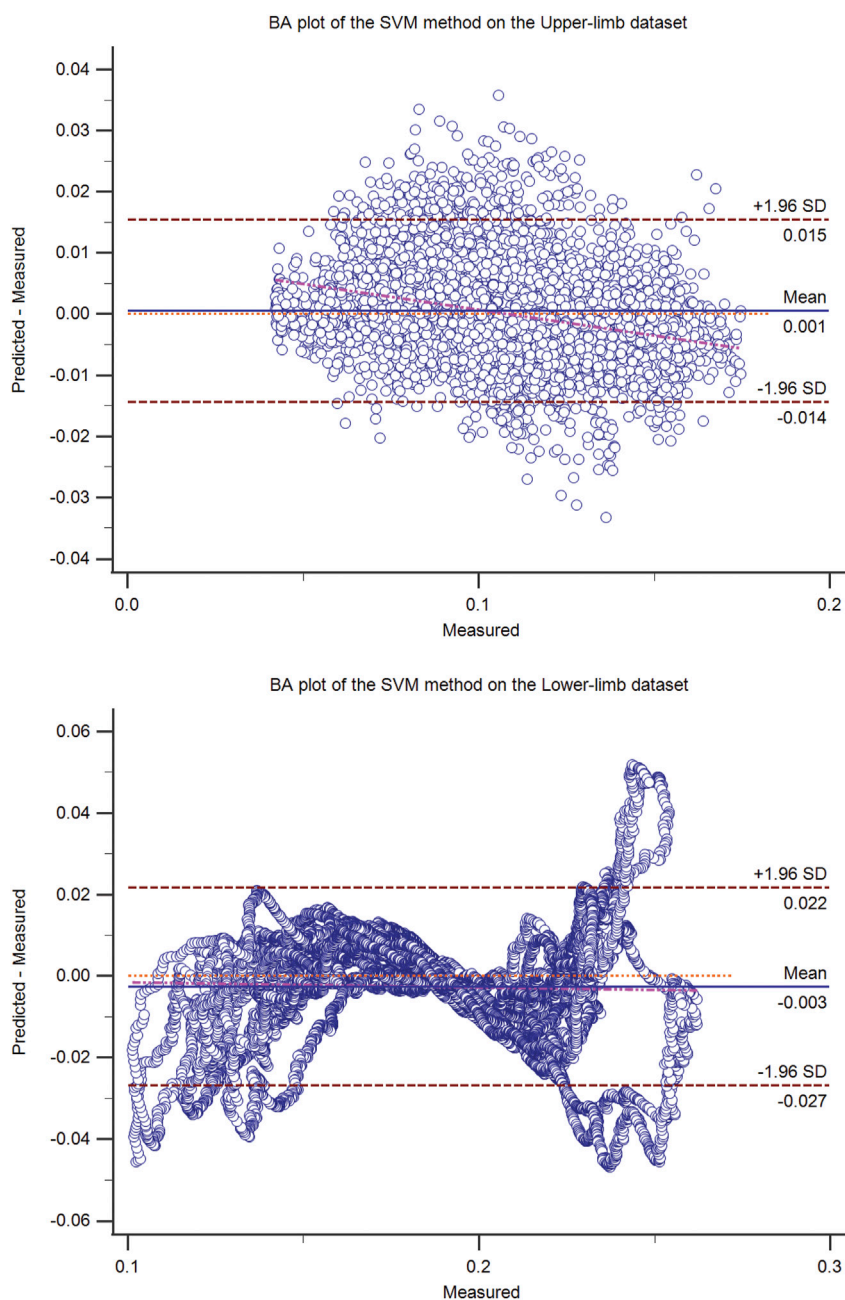 BA plot of the SVM method on the Upper-limb dataset
0.04
0.03
0.02
0.01
0.00
-0.01
-0.02
-0.03
-0.04
Predicted - Measured
+1.96 SD
0.015
Mean
0.001
-1.96 SD
-0.014
0.0
0.1
0.2
Measured
BA plot of the SVM method on the Lower-limb dataset
0.06
0.04
0.02
0.00
-0.02
-0.04
-0.06
Predicted - Measured
+1.96 SD
0.022
Mean
-0.003
-1.96 SD
-0.027
0.1
0.2
0.3
Measured